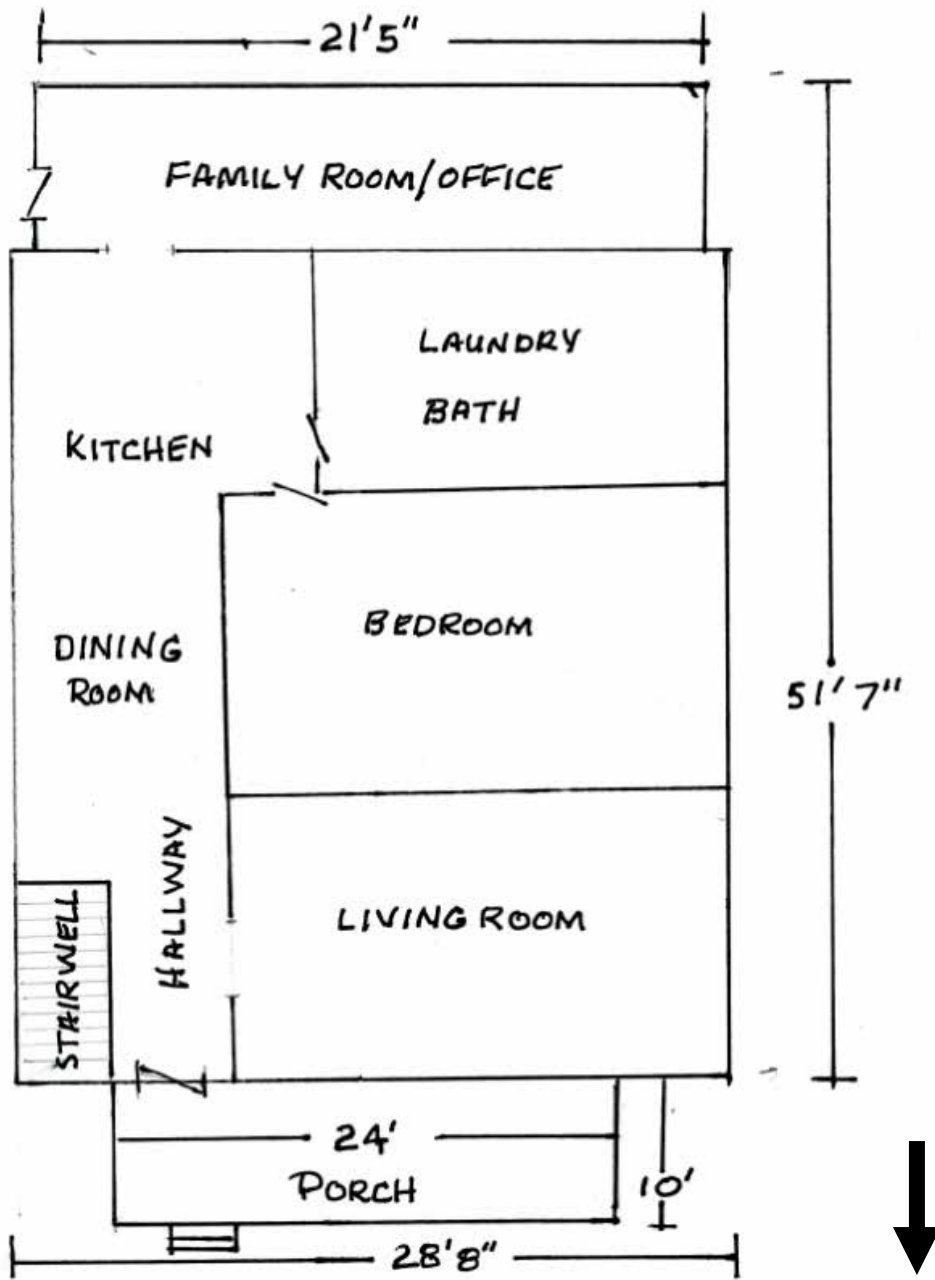 21'5"
FAMILY ROOM/OFFICE
LAUNDRY
BATH
KITCHEN
BEDROOM
DINING
ROOM
51'7"
HALLWAY
LIVING ROOM
STAIRWELL
24'
PORCH
10'
28'8"